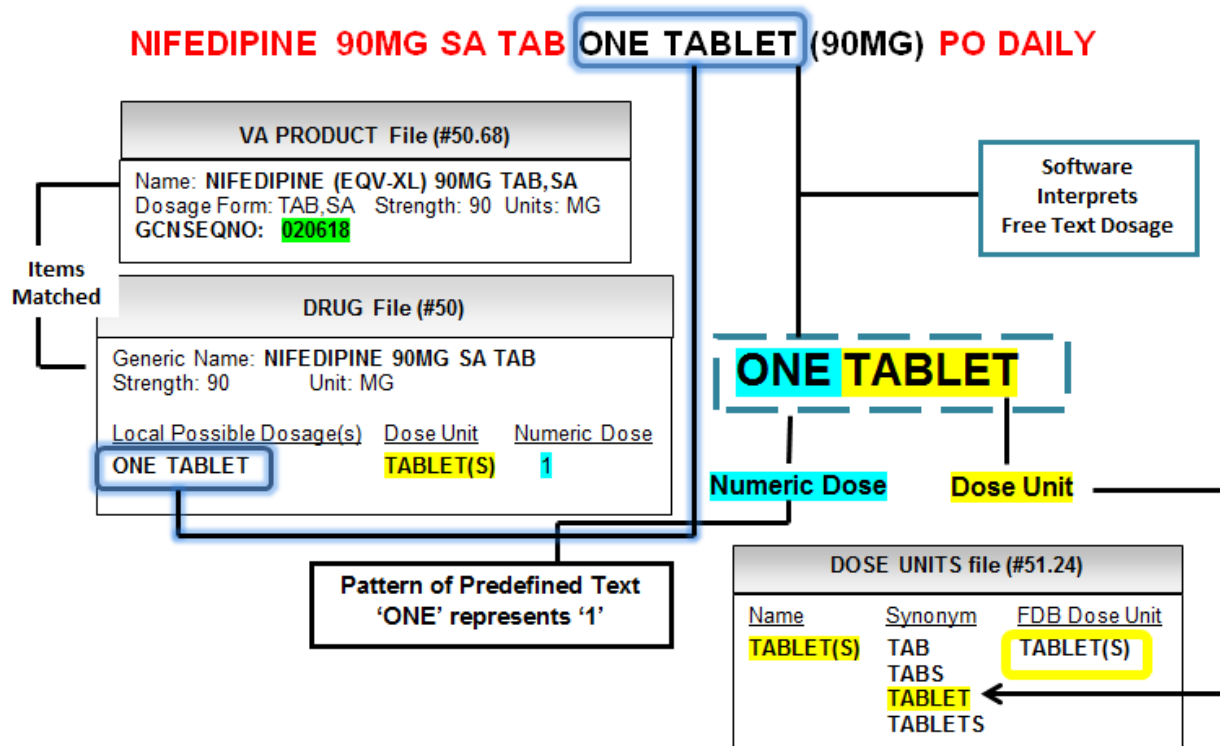 NIFEDIPINE 90MG SA TAB ONE TABLET (90MG) PO DAILY
VA PRODUCT File (#50.68)
Name: NIFEDIPINE (EQV-XL) 90MG TAB,SA
Dosage Form: TAB,SA Strength: 90 Units: MG
GCNSEQNO: 020618
Software
Interprets
Free Text Dosage
Items
Matched
DRUG File (#50)
Generic Name: NIFEDIPINE 90MG SA TAB
Strength: 90 Unit: MG
Local Possible Dosage(s) Dose Unit Numeric Dose
ONE TABLET TABLET(S) 1
ONE TABLET
Numeric Dose Dose Unit
Pattern of Predefined Text
‘ONE’ represents ‘1’
DOSE UNITS file (#51.24)
Name Synonym FDB Dose Unit
TABLET(S) TAB TABLET(S)
TABS
TABLET
TABLETS